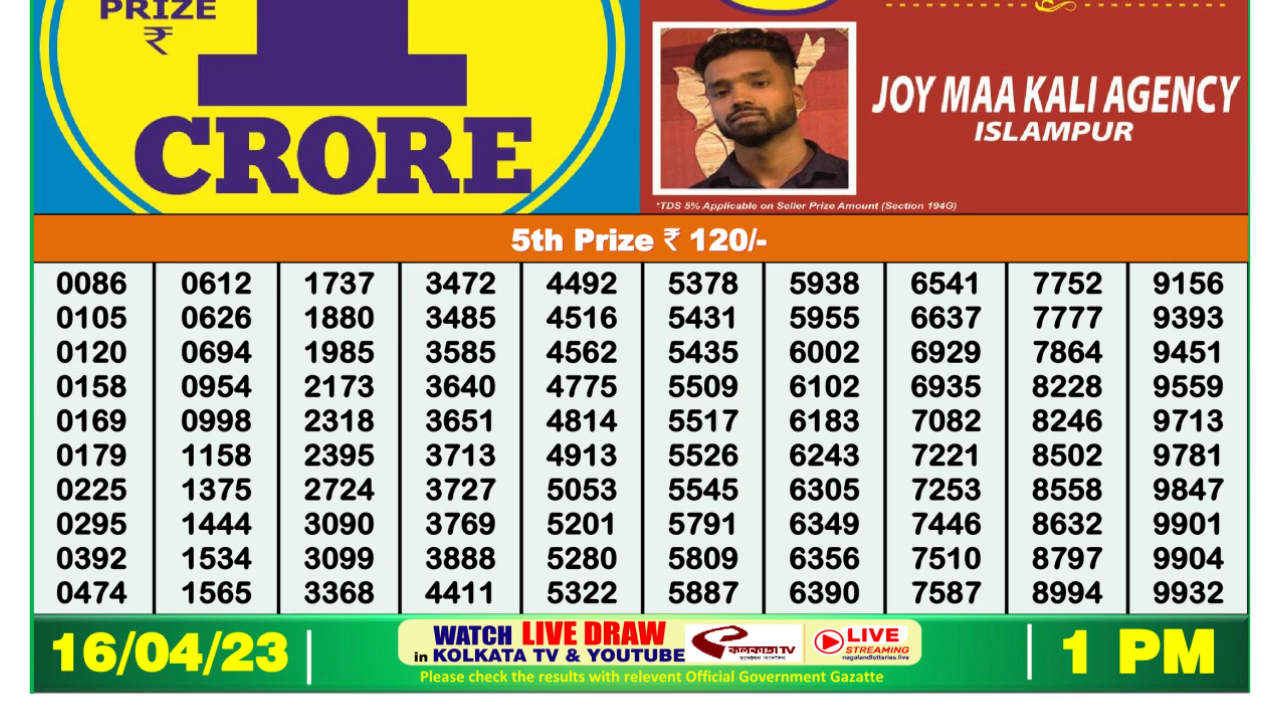 PRIZE
₹
1
CRORE
JOY MAA KALI AGENCY
ISLAMPUR
*TDS 5% Applicable on Seller Prize Amount (Section 194G)
5th Prize ₹ 120/-
0086 0612 1737 3472 4492 5378 5938 6541 7752 9156
0105 0626 1880 3485 4516 5431 5955 6637 7777 9393
0120 0694 1985 3585 4562 5435 6002 6929 7864 9451
0158 0954 2173 3640 4775 5509 6102 6935 8228 9559
0169 0998 2318 3651 4814 5517 6183 7082 8246 9713
0179 1158 2395 3713 4913 5526 6243 7221 8502 9781
0225 1375 2724 3727 5053 5545 6305 7253 8558 9847
0295 1444 3090 3769 5201 5791 6349 7446 8632 9901
0392 1534 3099 3888 5280 5809 6356 7510 8797 9904
0474 1565 3368 4411 5322 5887 6390 7587 8994 9932
16/04/23
WATCH LIVE DRAW
in KOLKATA TV & YOUTUBE
কলকাতা TV
LIVE
STREAMING
nagalandlotteries.live
Please check the results with relevent Official Government Gazatte
1 PM